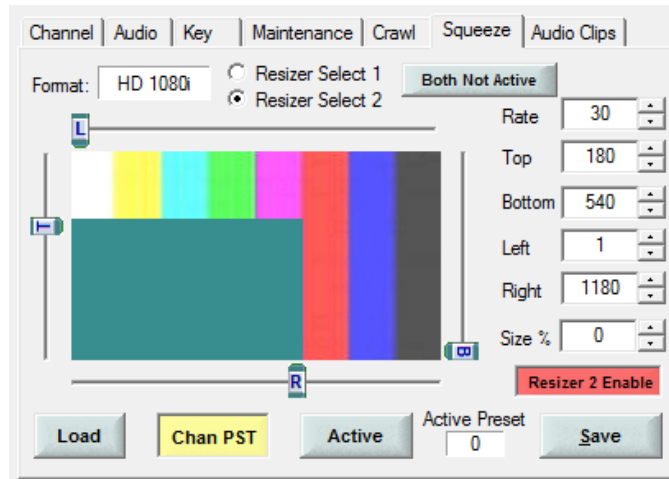 Channel Audio Key Maintenance Crawl Squeeze Audio Clips
Format: HD 1080i Resizer Select 1 Both Not Active
Resizer Select 2
Rate 30
L
Top 180
Bottom 540
T
Left 1
Right 1180
Size % 0
B
R
Resizer 2 Enable
Load Chan PST Active Active Preset 0 Save